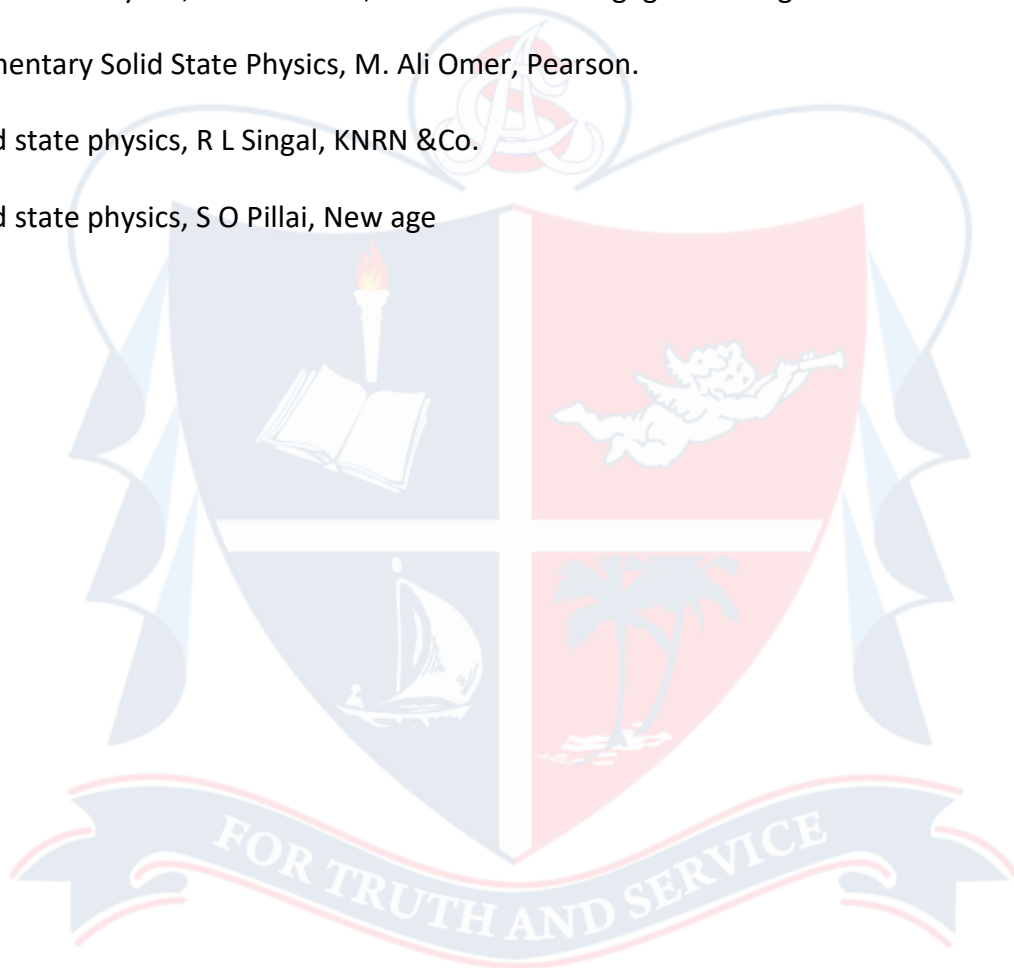 mentary Solid State Physics, M. Ali Omer, Pearson.
d state physics, R L Singal, KNRN &Co.
d state physics, S O Pillai, New age
FOR TRUTH AND SERVICE